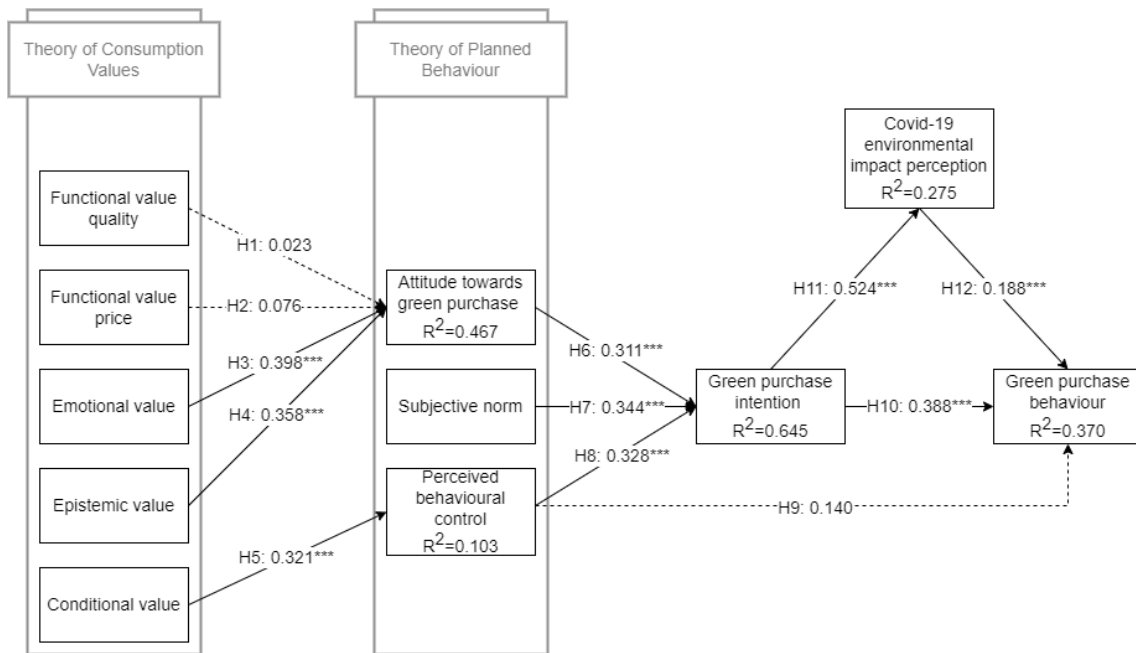 Theory of Consumption
Values
Theory of Planned
Behaviour
Covid-19
environmental
impact perception
R²=0.275
Functional value
quality
H1: 0.023
Functional value
price
H2: 0.076
Attitude towards
green purchase
R²=0.467
H11: 0.524***
H12: 0.188***
H3: 0.398***
H6: 0.311***
Emotional value
H4: 0.358***
Subjective norm
H7: 0.344***
Green purchase
intention
R²=0.645
H10: 0.388***
Green purchase
behaviour
R²=0.370
H8: 0.328***
Epistemic value
Perceived
behavioural
control
R²=0.103
H9: 0.140
H5: 0.321***
Conditional value